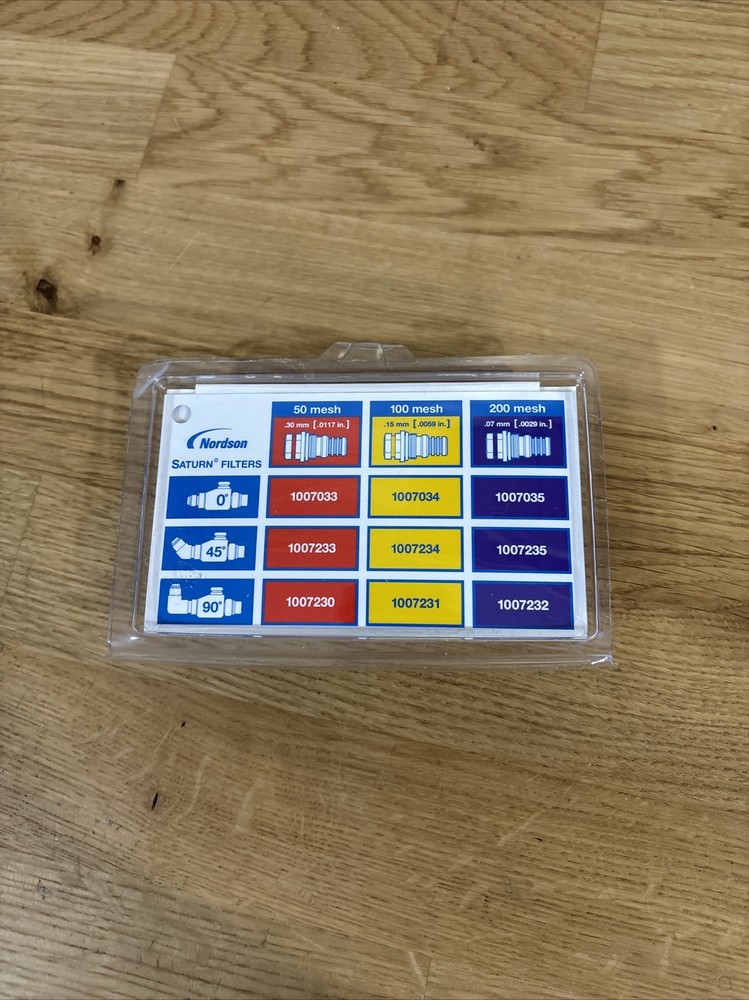 50 mesh 100 mesh 200 mesh
.30 mm [.0117 in.] .15 mm [.0059 in.] .07 mm [.0029 in.]
Nordson
SATURN® FILTERS
0° 1007033 1007034 1007035
45° 1007233 1007234 1007235
90° 1007230 1007231 1007232